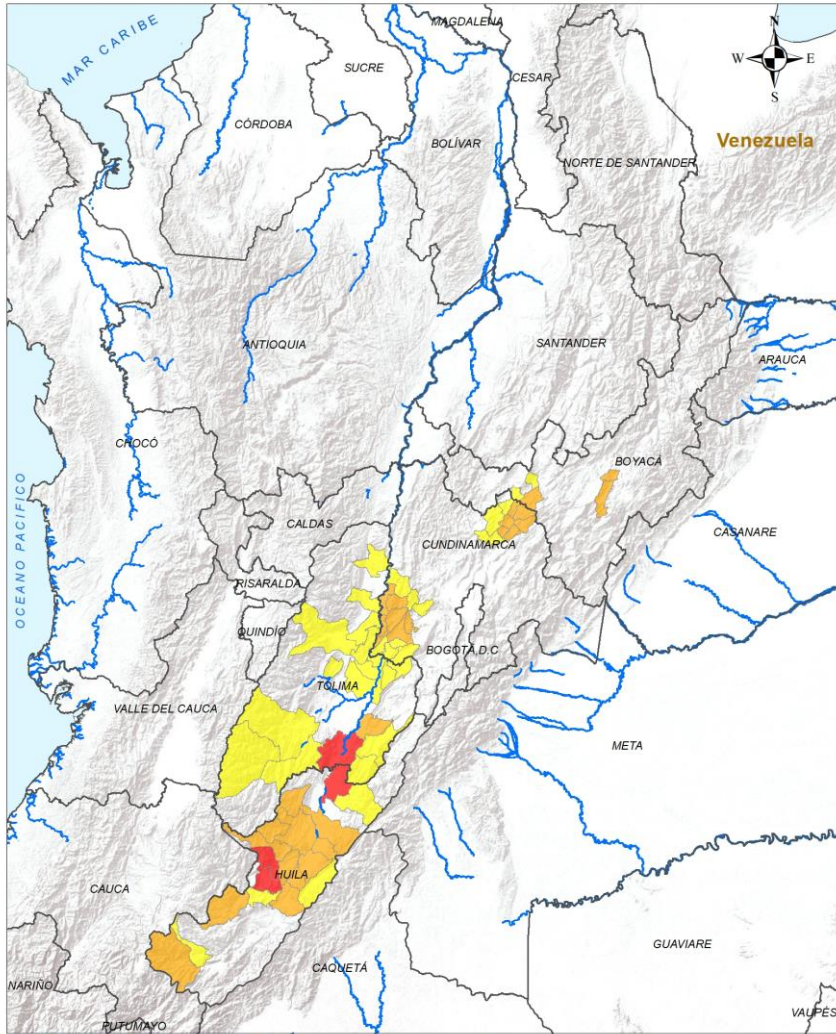 MAGDALENA
MAR CARIBE
SUCRE
CESAR
N
W
E
S
CÓRDOBA
BOLÍVAR
Venezuela
NORTE DE SANTANDER
ANTIOQUIA
SANTANDER
ARAUCA
CHOCÓ
BOYACÁ
OCEANO PACIFICO
CALDAS
CUNDINAMARCA
CASANARE
RISARALDA
QUINDÍO
BOGOTÁ D.C
TOLIMA
VALLE DEL CAUCA
META
HUILA
CAUCA
GUAVIARE
CAQUETÁ
NARIÑO
VAUPÉS
PUTUMAYO